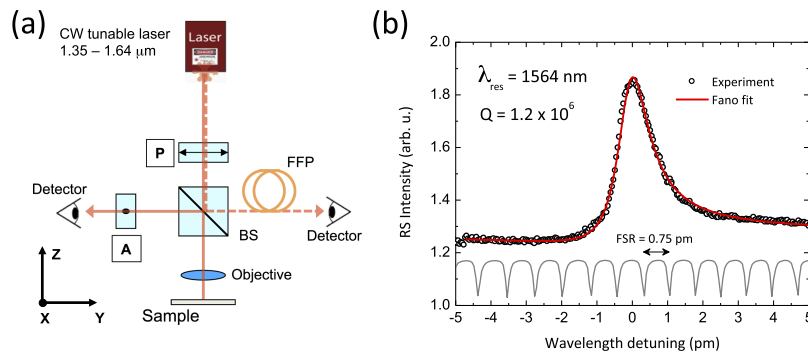 (a)
CW tunable laser
1.35 – 1.64 μm
Laser
P
FFP
Detector
A
BS
Detector
Z
Objective
X
Y
Sample
(b)
λres = 1564 nm
Q = 1.2 x 10^6
Experiment
Fano fit
FSR = 0.75 pm
RS Intensity (arb. u.)
2.0
1.8
1.6
1.4
1.2
1.0
-5 -4 -3 -2 -1 0 1 2 3 4 5
Wavelength detuning (pm)